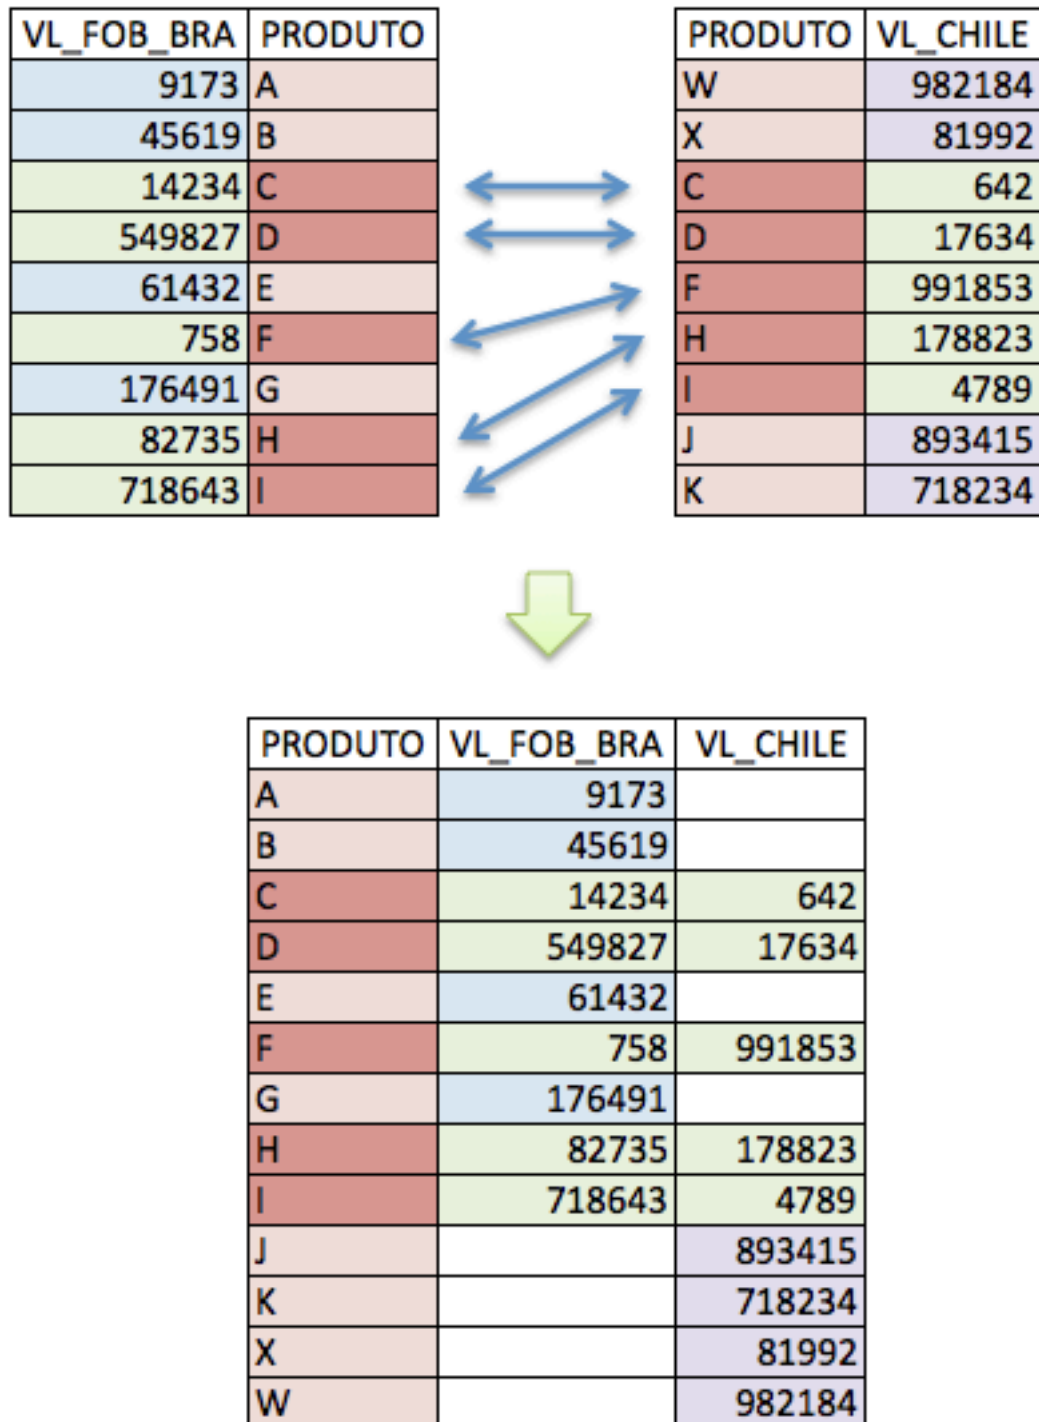 VL_FOB_BRA PRODUTO
9173 A
45619 B
14234 C
549827 D
61432 E
758 F
176491 G
82735 H
718643 I
PRODUTO VL_CHILE
W 982184
X 81992
C 642
D 17634
F 991853
H 178823
I 4789
J 893415
K 718234
PRODUTO VL_FOB_BRA VL_CHILE
A 9173
B 45619
C 14234 642
D 549827 17634
E 61432
F 758 991853
G 176491
H 82735 178823
I 718643 4789
J 893415
K 718234
X 81992
W 982184